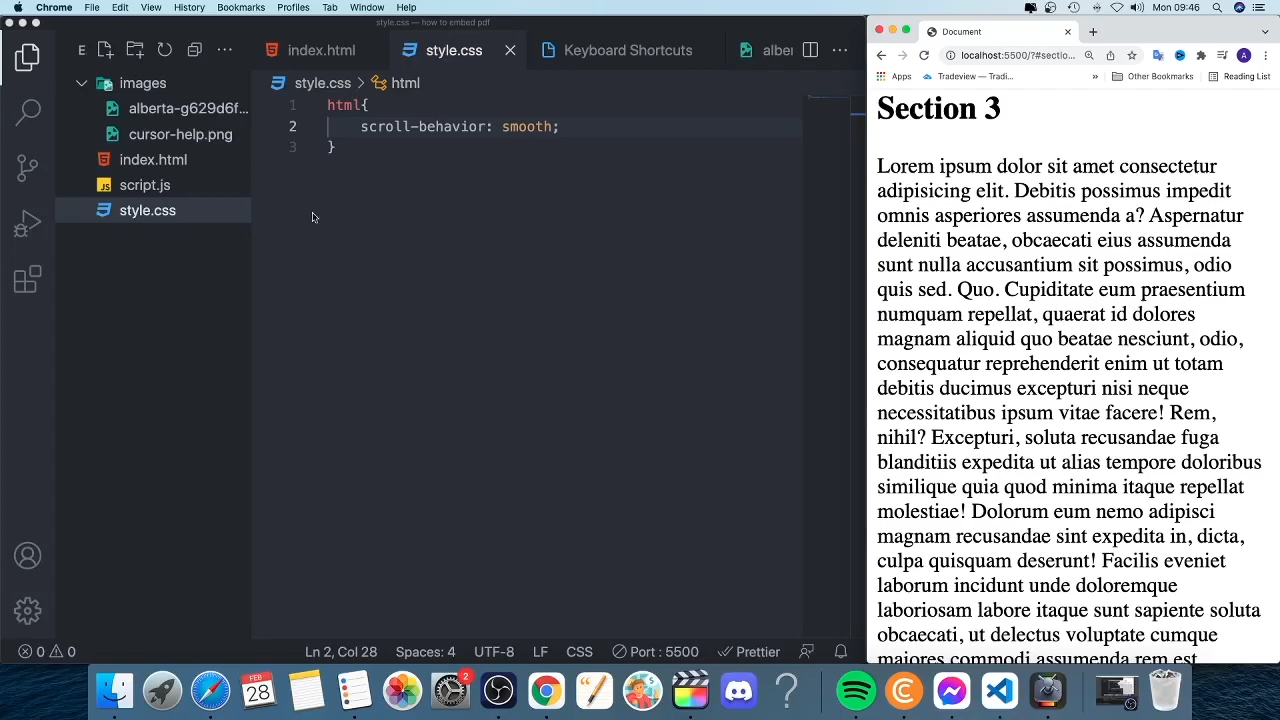 Chrome File Edit View History Bookmarks Profiles Tab Window Help Mon 09:46
style.css — how to embed pdf
E index.html style.css Keyboard Shortcuts alber
images
alberta-g629d6f...
cursor-help.png
index.html
JS script.js
style.css
style.css > html
1 html{
2 scroll-behavior: smooth;
3 }
0 0 Ln 2, Col 28 Spaces: 4 UTF-8 LF CSS Port : 5500 Prettier
Document
localhost:5500/?#sectio... A
Apps Tradeview — Tradi... » Other Bookmarks Reading List
Section 3
Lorem ipsum dolor sit amet consectetur
adipisicing elit. Debitis possimus impedit
omnis asperiores assumenda a? Aspernatur
deleniti beatae, obcaecati eius assumenda
sunt nulla accusantium sit possimus, odio
quis sed. Quo. Cupiditate eum praesentium
numquam repellat, quaerat id dolores
magnam aliquid quo beatae nesciunt, odio,
consequatur reprehenderit enim ut totam
debitis ducimus excepturi nisi neque
necessitatibus ipsum vitae facere! Rem,
nihil? Excepturi, soluta recusandae fuga
blanditiis expedita ut alias tempore doloribus
similique quia quod minima itaque repellat
molestiae! Dolorum eum nemo adipisci
magnam recusandae sint expedita in, dicta,
culpa quisquam deserunt! Facilis eveniet
laborum incidunt unde doloremque
laboriosam labore itaque sunt sapiente soluta
obcaecati, ut delectus voluptate cumque
maiores commodi assumenda rem est
FEB
28
2